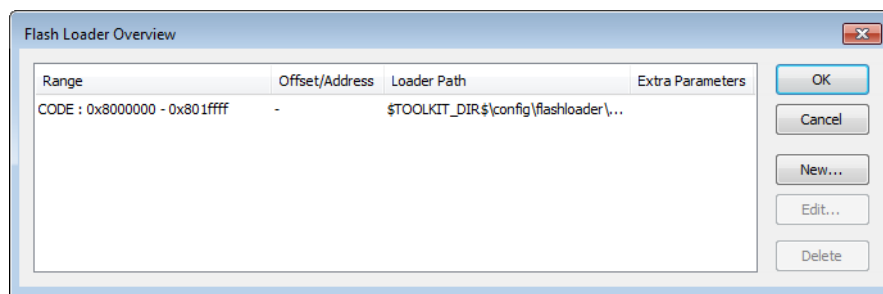 Flash Loader Overview
Range Offset/Address Loader Path Extra Parameters
CODE : 0x8000000 - 0x801ffff - $TOOLKIT_DIR$\config\flashloader\...
OK
Cancel
New...
Edit...
Delete